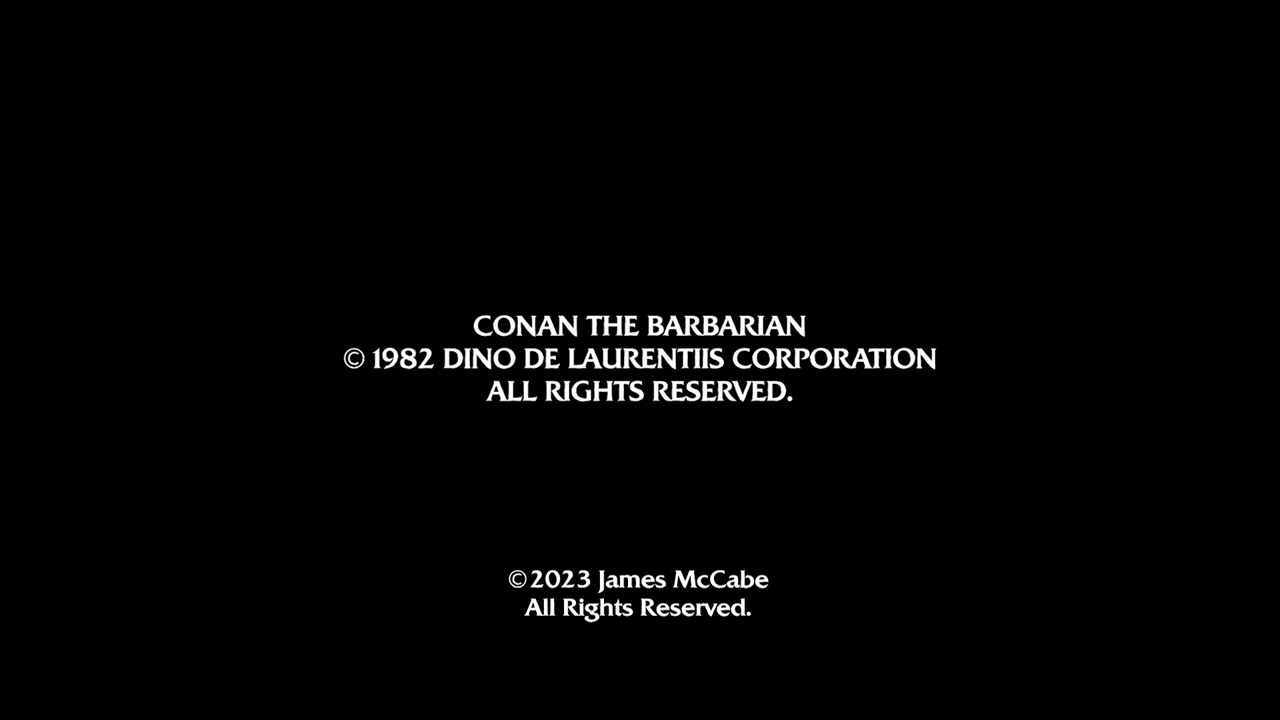 CONAN THE BARBARIAN
© 1982 DINO DE LAURENTIIS CORPORATION
ALL RIGHTS RESERVED.
©2023 James McCabe
All Rights Reserved.